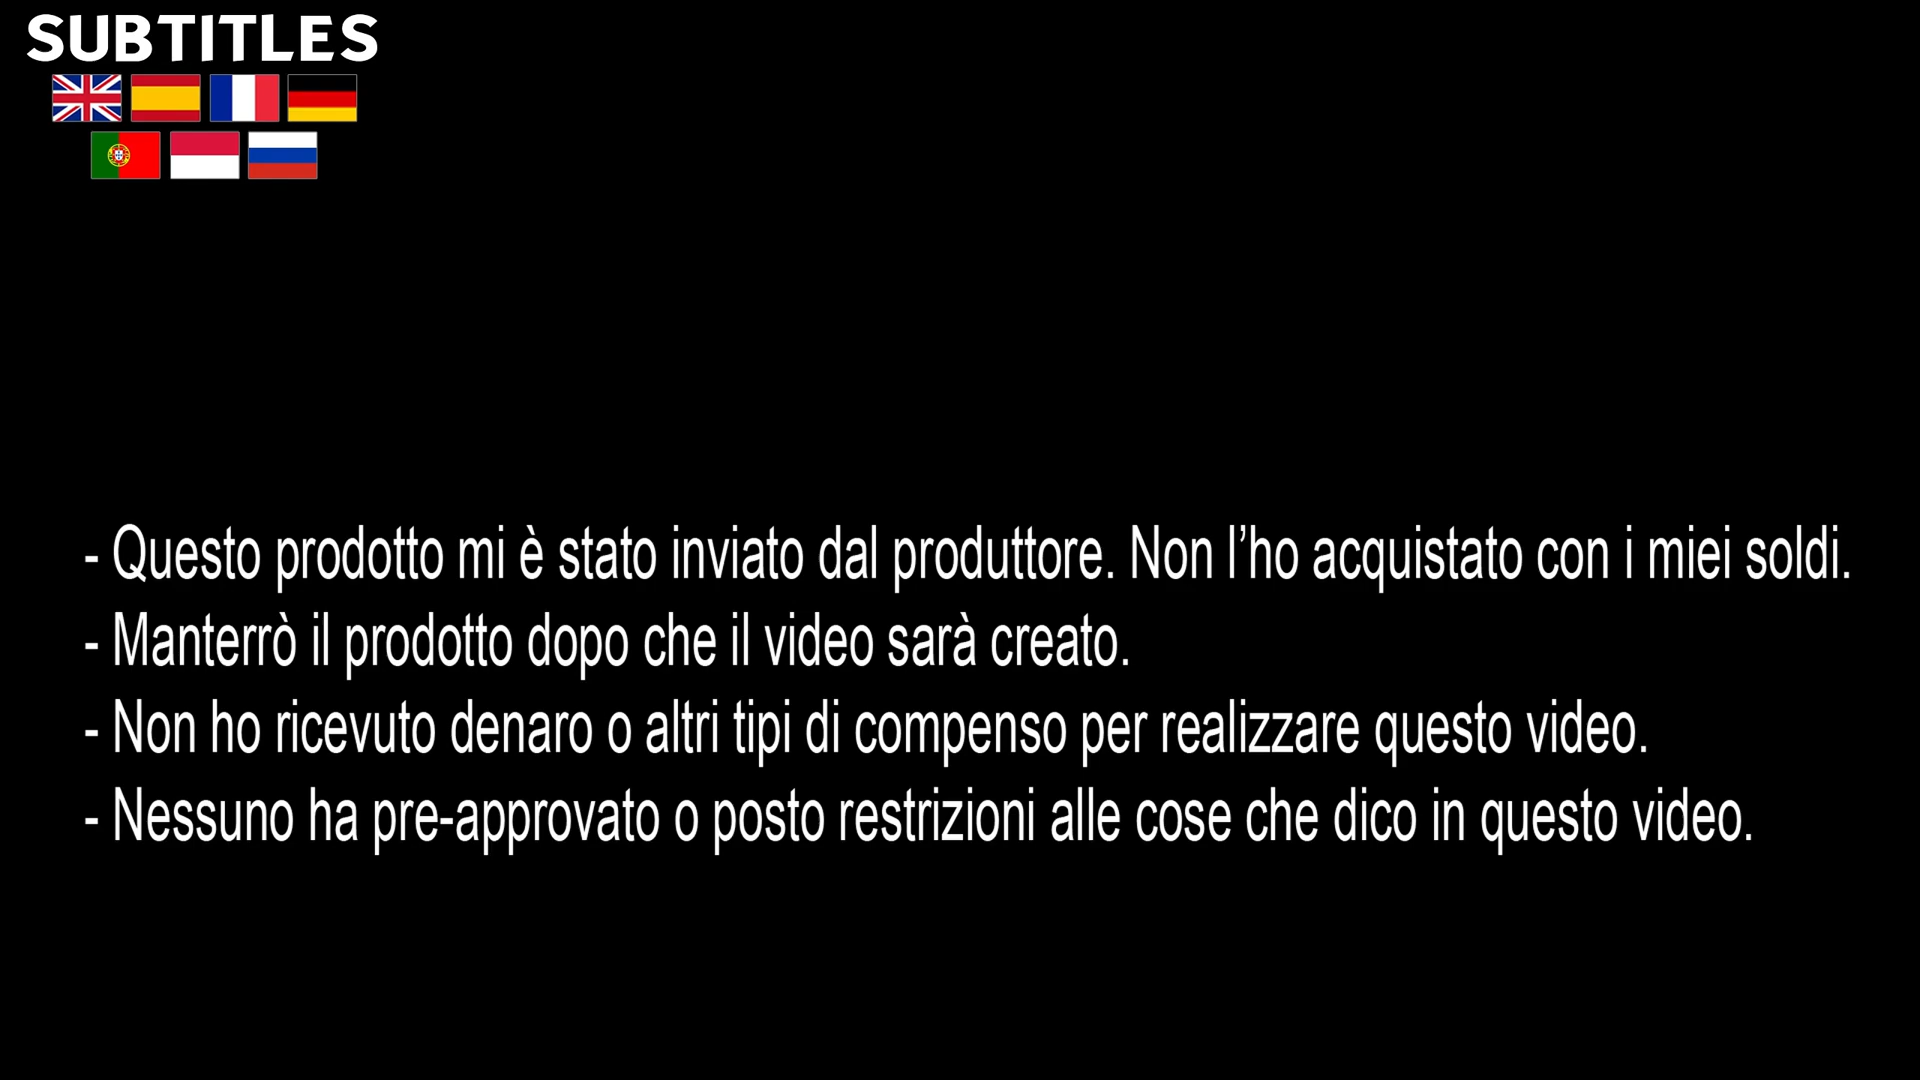 SUBTITLES
- Questo prodotto mi è stato inviato dal produttore. Non l’ho acquistato con i miei soldi.
- Manterrò il prodotto dopo che il video sarà creato.
- Non ho ricevuto denaro o altri tipi di compenso per realizzare questo video.
- Nessuno ha pre-approvato o posto restrizioni alle cose che dico in questo video.